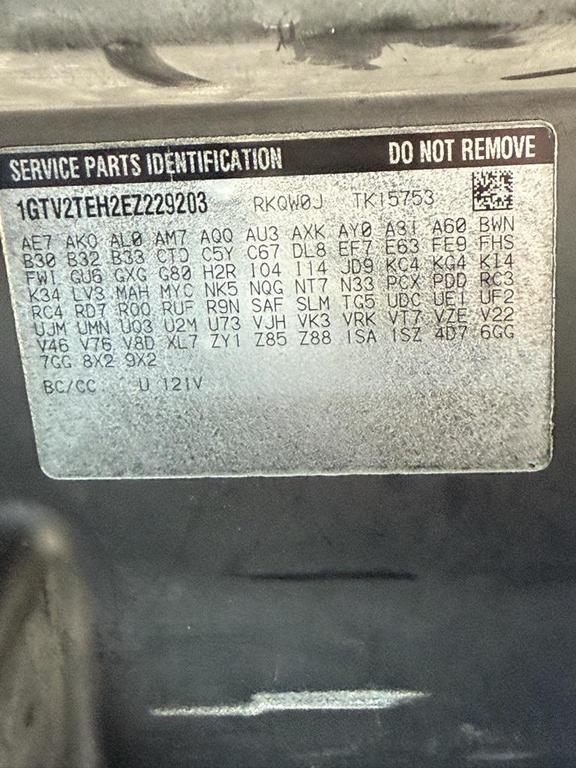 SERVICE PARTS IDENTIFICATION DO NOT REMOVE
1GTV2TEH2EZ229203 RKQW0J TK15753
AE7 AK0 AL0 AM7 AQQ AU3 AXK AY0 A31 A60 BWN
B30 B32 B33 CTD C5Y C67 DL8 EF7 E63 FE9 FHS
FWI GU6 GXG G80 H2R I04 I14 JD9 KC4 KG4 K14
K34 LV3 MAH MYC NK5 NQG NT7 N33 PCX PDD RC3
RC4 RD7 R0Q RUF R9N SAF SLM TG5 UDC UE1 UF2
UJM UMN UQ3 U2M U73 VJH VK3 VRK VT7 VZE V22
V46 V76 V8D XL7 ZY1 Z85 Z88 1SA 1SZ 4D7 6GG
7GG 8X2 9X2
BC/CC U 121V